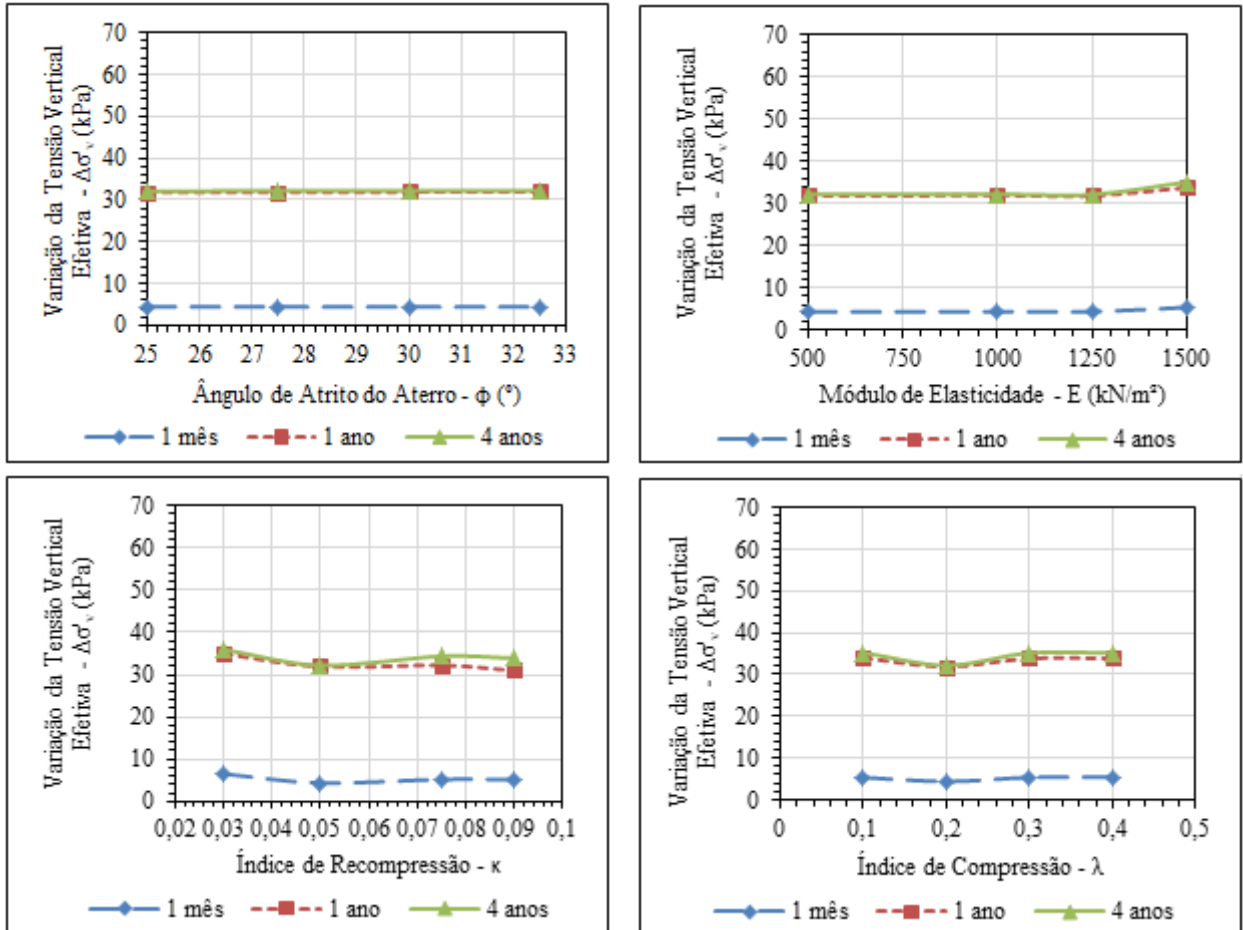 Variação da Tensão Vertical
Efetiva - Δσ'ᵥ (kPa)
70
60
50
40
30
20
10
0
25 26 27 28 29 30 31 32 33
Ângulo de Atrito do Aterro - ϕ (°)
1 mês 1 ano 4 anos
Variação da Tensão Vertical
Efetiva - Δσ'ᵥ (kPa)
70
60
50
40
30
20
10
0
500 750 1000 1250 1500
Módulo de Elasticidade - E (kN/m²)
1 mês 1 ano 4 anos
Variação da Tensão Vertical
Efetiva - Δσ'ᵥ (kPa)
70
60
50
40
30
20
10
0
0,02 0,03 0,04 0,05 0,06 0,07 0,08 0,09 0,1
Índice de Recompressão - κ
1 mês 1 ano 4 anos
Variação da Tensão Vertical
Efetiva - Δσ'ᵥ (kPa)
70
60
50
40
30
20
10
0
0 0,1 0,2 0,3 0,4 0,5
Índice de Compressão - λ
1 mês 1 ano 4 anos